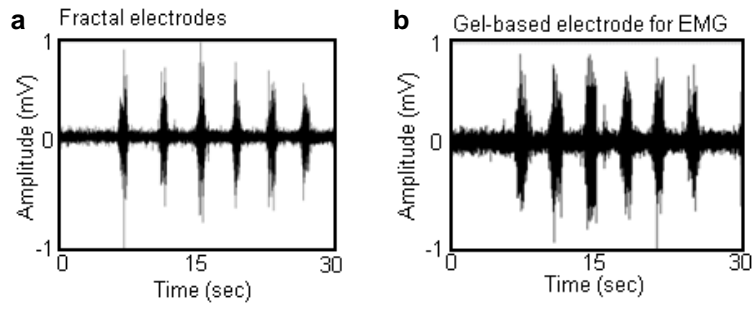 a Fractal electrodes
1
0
-1
Amplitude (mV)
0 15 30
Time (sec)
b Gel-based electrode for EMG
1
0
-1
Amplitude (mV)
0 15 30
Time (sec)